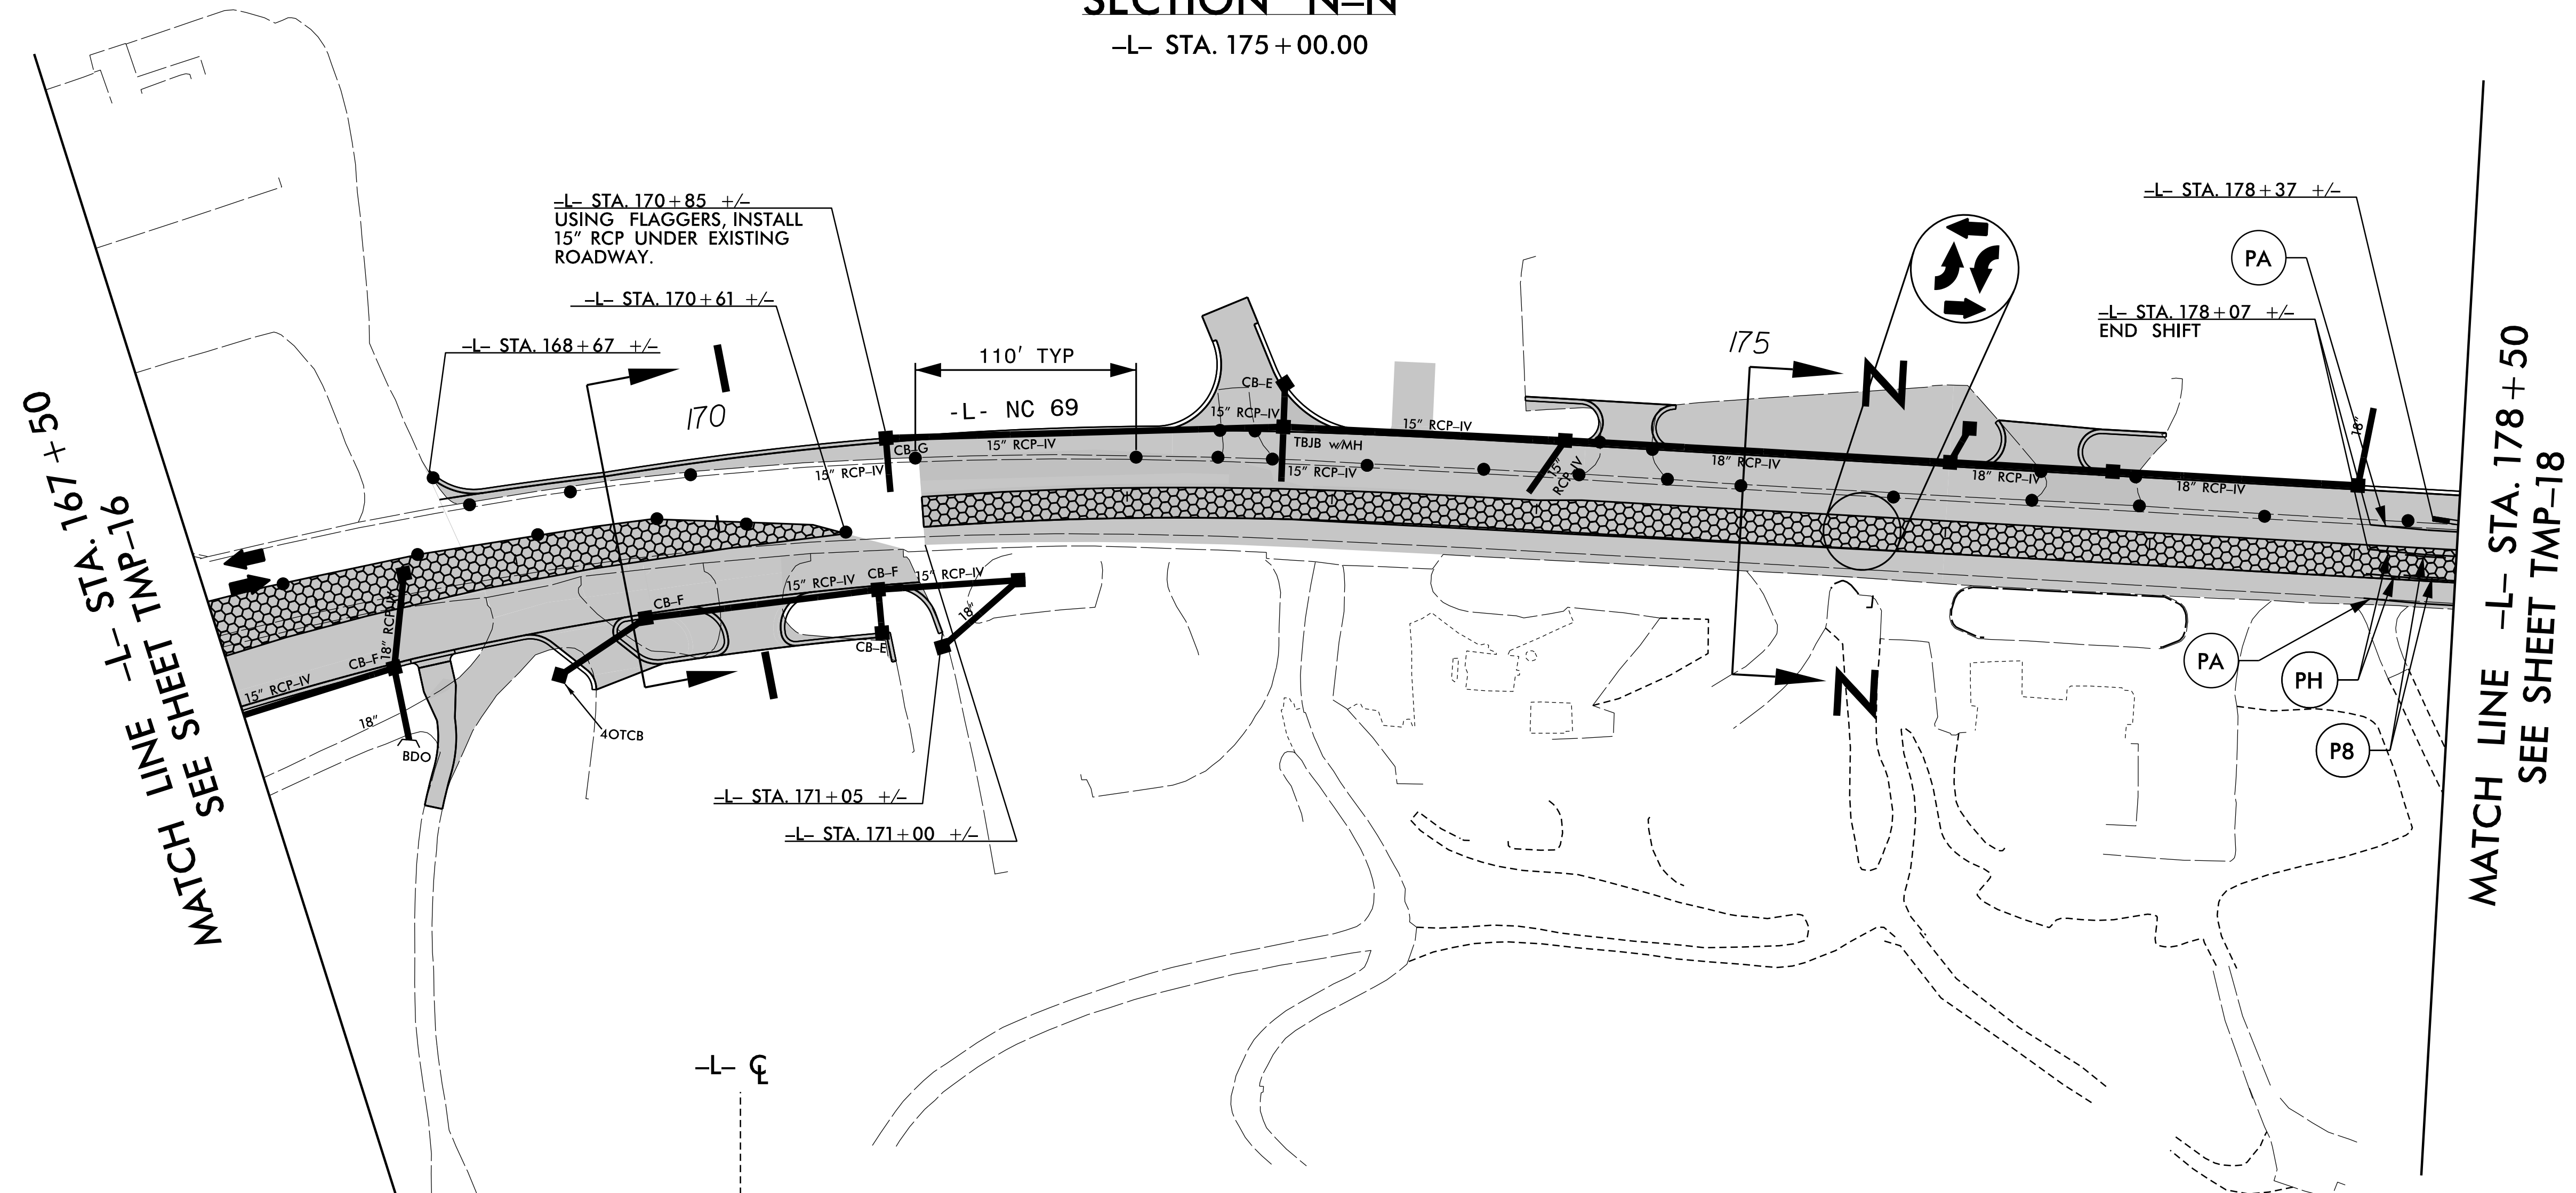 SECTION N–N
–L– STA. 175+00.00
–L– STA. 170+85 +/–
USING FLAGGERS, INSTALL
15" RCP UNDER EXISTING
ROADWAY.
–L– STA. 170+61 +/–
–L– STA. 168+67 +/–
170
I
110' TYP
-L- NC 69
CB–G
15" RCP–IV
15" RCP–IV
CB–E
15" RCP–IV
TBJB w/MH
15" RCP–IV
15" RCP–IV
15"
RCP–IV
175
N
18" RCP–IV
18" RCP–IV
18" RCP–IV
18"
–L– STA. 178+37 +/–
PA
–L– STA. 178+07 +/–
END SHIFT
MATCH LINE –L– STA. 167+50
SEE SHEET TMP–16
MATCH LINE –L– STA. 178+50
SEE SHEET TMP–18
15" RCP–IV
CB–F
18" RCP–IV
18"
BDO
4OTCB
CB–F
15" RCP–IV
CB–F
15" RCP–IV
CB–E
18"
I
N
PA
PH
P8
–L– STA. 171+05 +/–
–L– STA. 171+00 +/–
–L– ℄